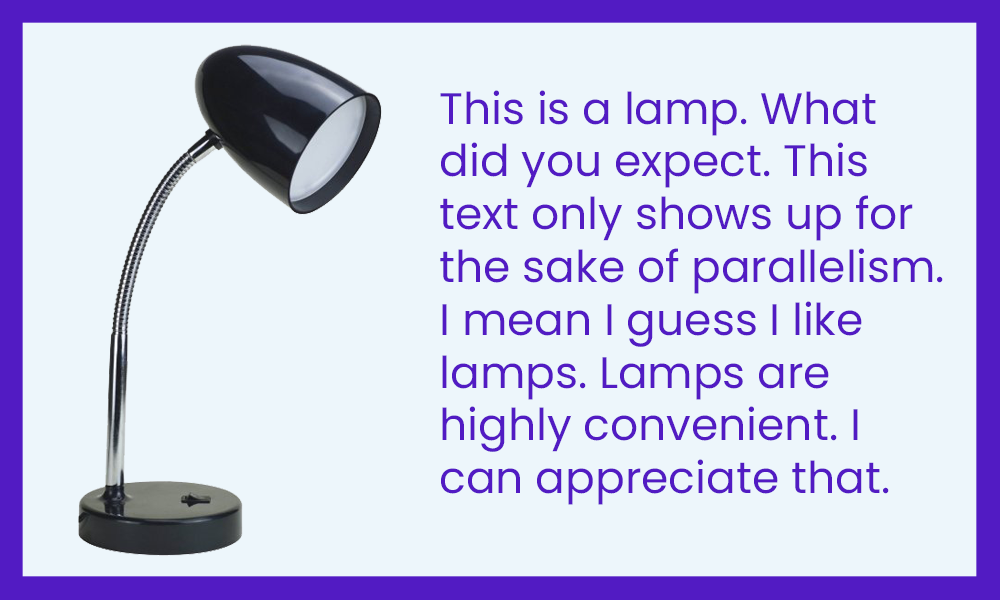 This is a lamp. What
did you expect. This
text only shows up for
the sake of parallelism.
I mean I guess I like
lamps. Lamps are
highly convenient. I
can appreciate that.